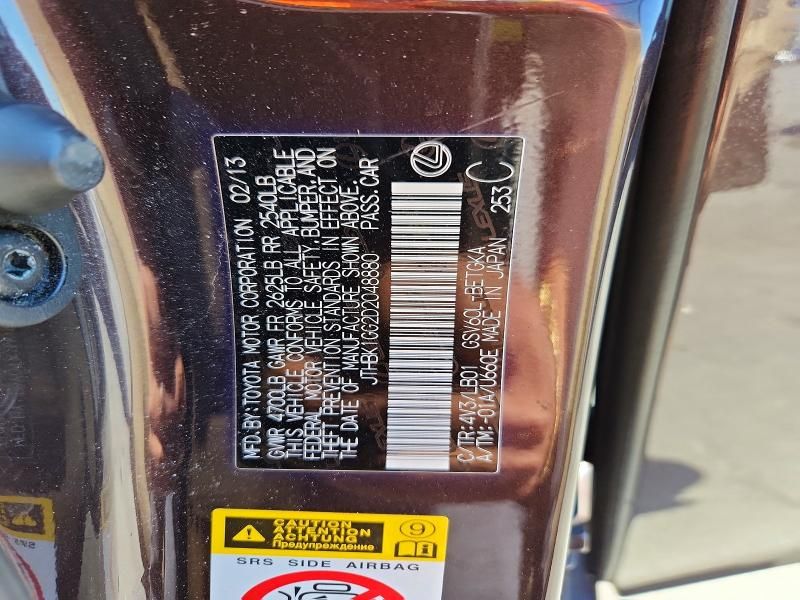 MFD. BY: TOYOTA MOTOR CORPORATION 02/13
GVWR 4700LB GAWR FR 2625LB RR 2540LB
THIS VEHICLE CONFORMS TO ALL APPLICABLE
FEDERAL MOTOR VEHICLE SAFETY, BUMPER, AND
THEFT PREVENTION STANDARDS IN EFFECT ON
THE DATE OF MANUFACTURE SHOWN ABOVE.
JTHBK1GG2D2048880 PASS.CAR
C/TR: 4V3/LB01 GSV60L-BETGKA
A/TM: -01A/U660E MADE IN JAPAN 253 C
CAUTION
ATTENTION
ACHTUNG
Предупреждение
9
i
SRS SIDE AIRBAG